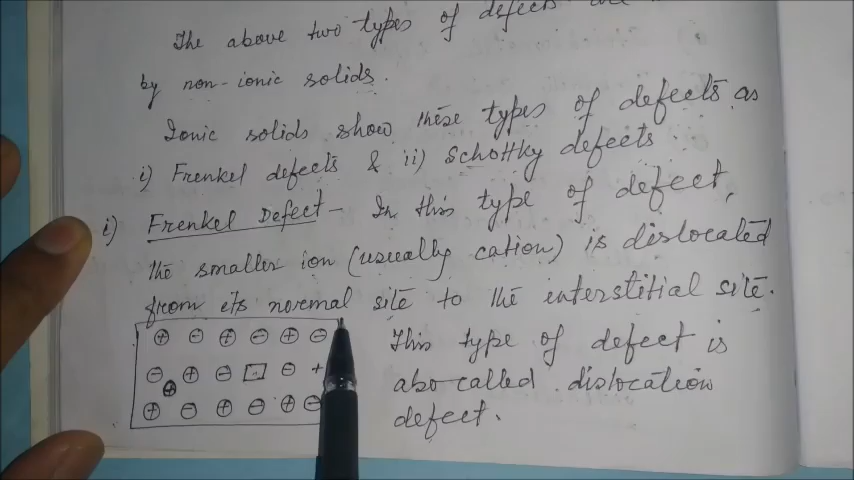 The above two types of defects are
by non-ionic solids.
Ionic solids show these types of defects as
i) Frenkel defects & ii) Schottky defects.
i) Frenkel Defect - In this type of defect,
the smaller ion (usually cation) is dislocated
from its normal site to the interstitial site.
This type of defect is
also called dislocation
defect.
+ - + - + -
- + - - +
+
+ - + - + -